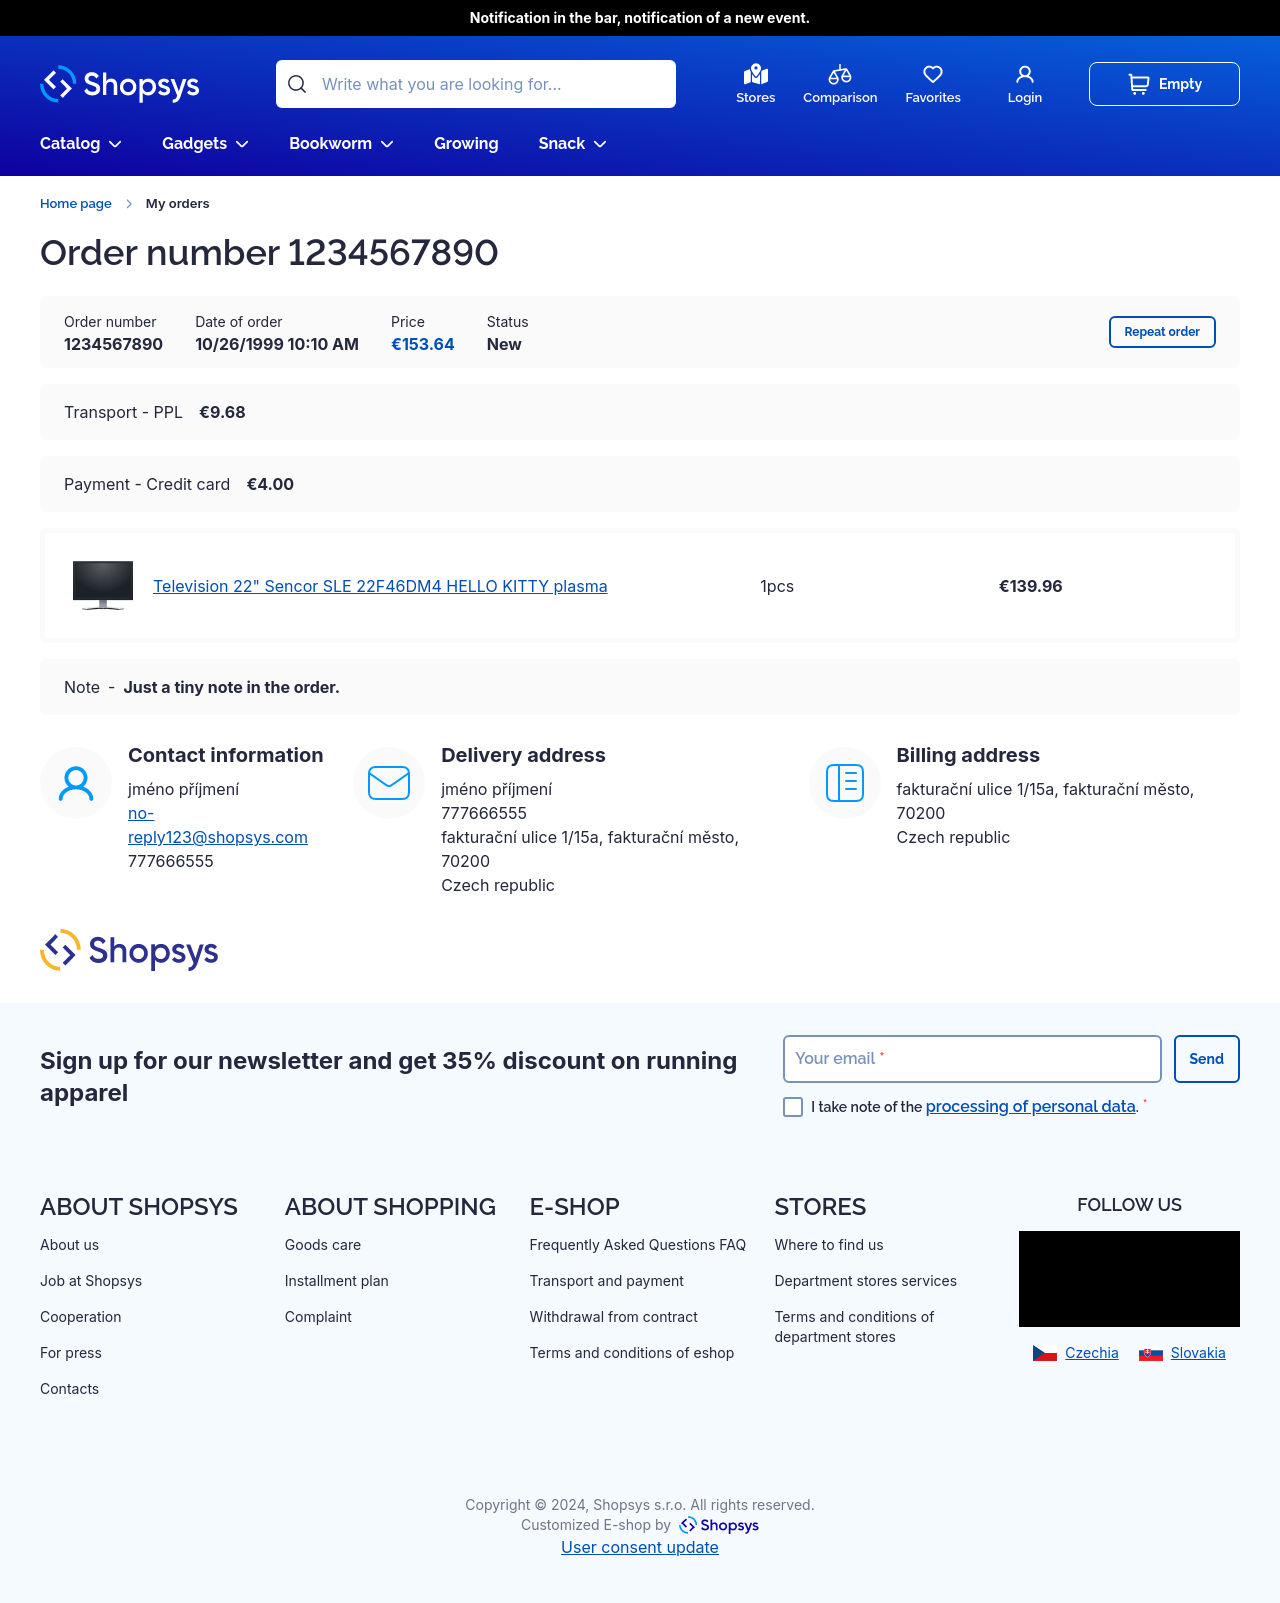 Notification in the bar, notification of a new event.
Shopsys
Write what you are looking for...
Stores
Comparison
Favorites
Login
Empty
Catalog
Gadgets
Bookworm
Growing
Snack
Home page
My orders
Order number 1234567890
Order number
Date of order
Price
Status
1234567890
10/26/1999 10:10 AM
€153.64
New
Repeat order
Transport - PPL €9.68
Payment - Credit card €4.00
Television 22" Sencor SLE 22F46DM4 HELLO KITTY plasma
1pcs
€139.96
Note - Just a tiny note in the order.
Contact information
jméno příjmení
no-
reply123@shopsys.com
777666555
Delivery address
jméno příjmení
777666555
fakturační ulice 1/15a, fakturační město,
70200
Czech republic
Billing address
fakturační ulice 1/15a, fakturační město,
70200
Czech republic
Shopsys
Sign up for our newsletter and get 35% discount on running
apparel
Your email *
Send
I take note of the processing of personal data. *
ABOUT SHOPSYS
About us
Job at Shopsys
Cooperation
For press
Contacts
ABOUT SHOPPING
Goods care
Installment plan
Complaint
E-SHOP
Frequently Asked Questions FAQ
Transport and payment
Withdrawal from contract
Terms and conditions of eshop
STORES
Where to find us
Department stores services
Terms and conditions of
department stores
FOLLOW US
Czechia
Slovakia
Copyright © 2024, Shopsys s.r.o. All rights reserved.
Customized E-shop by Shopsys
User consent update